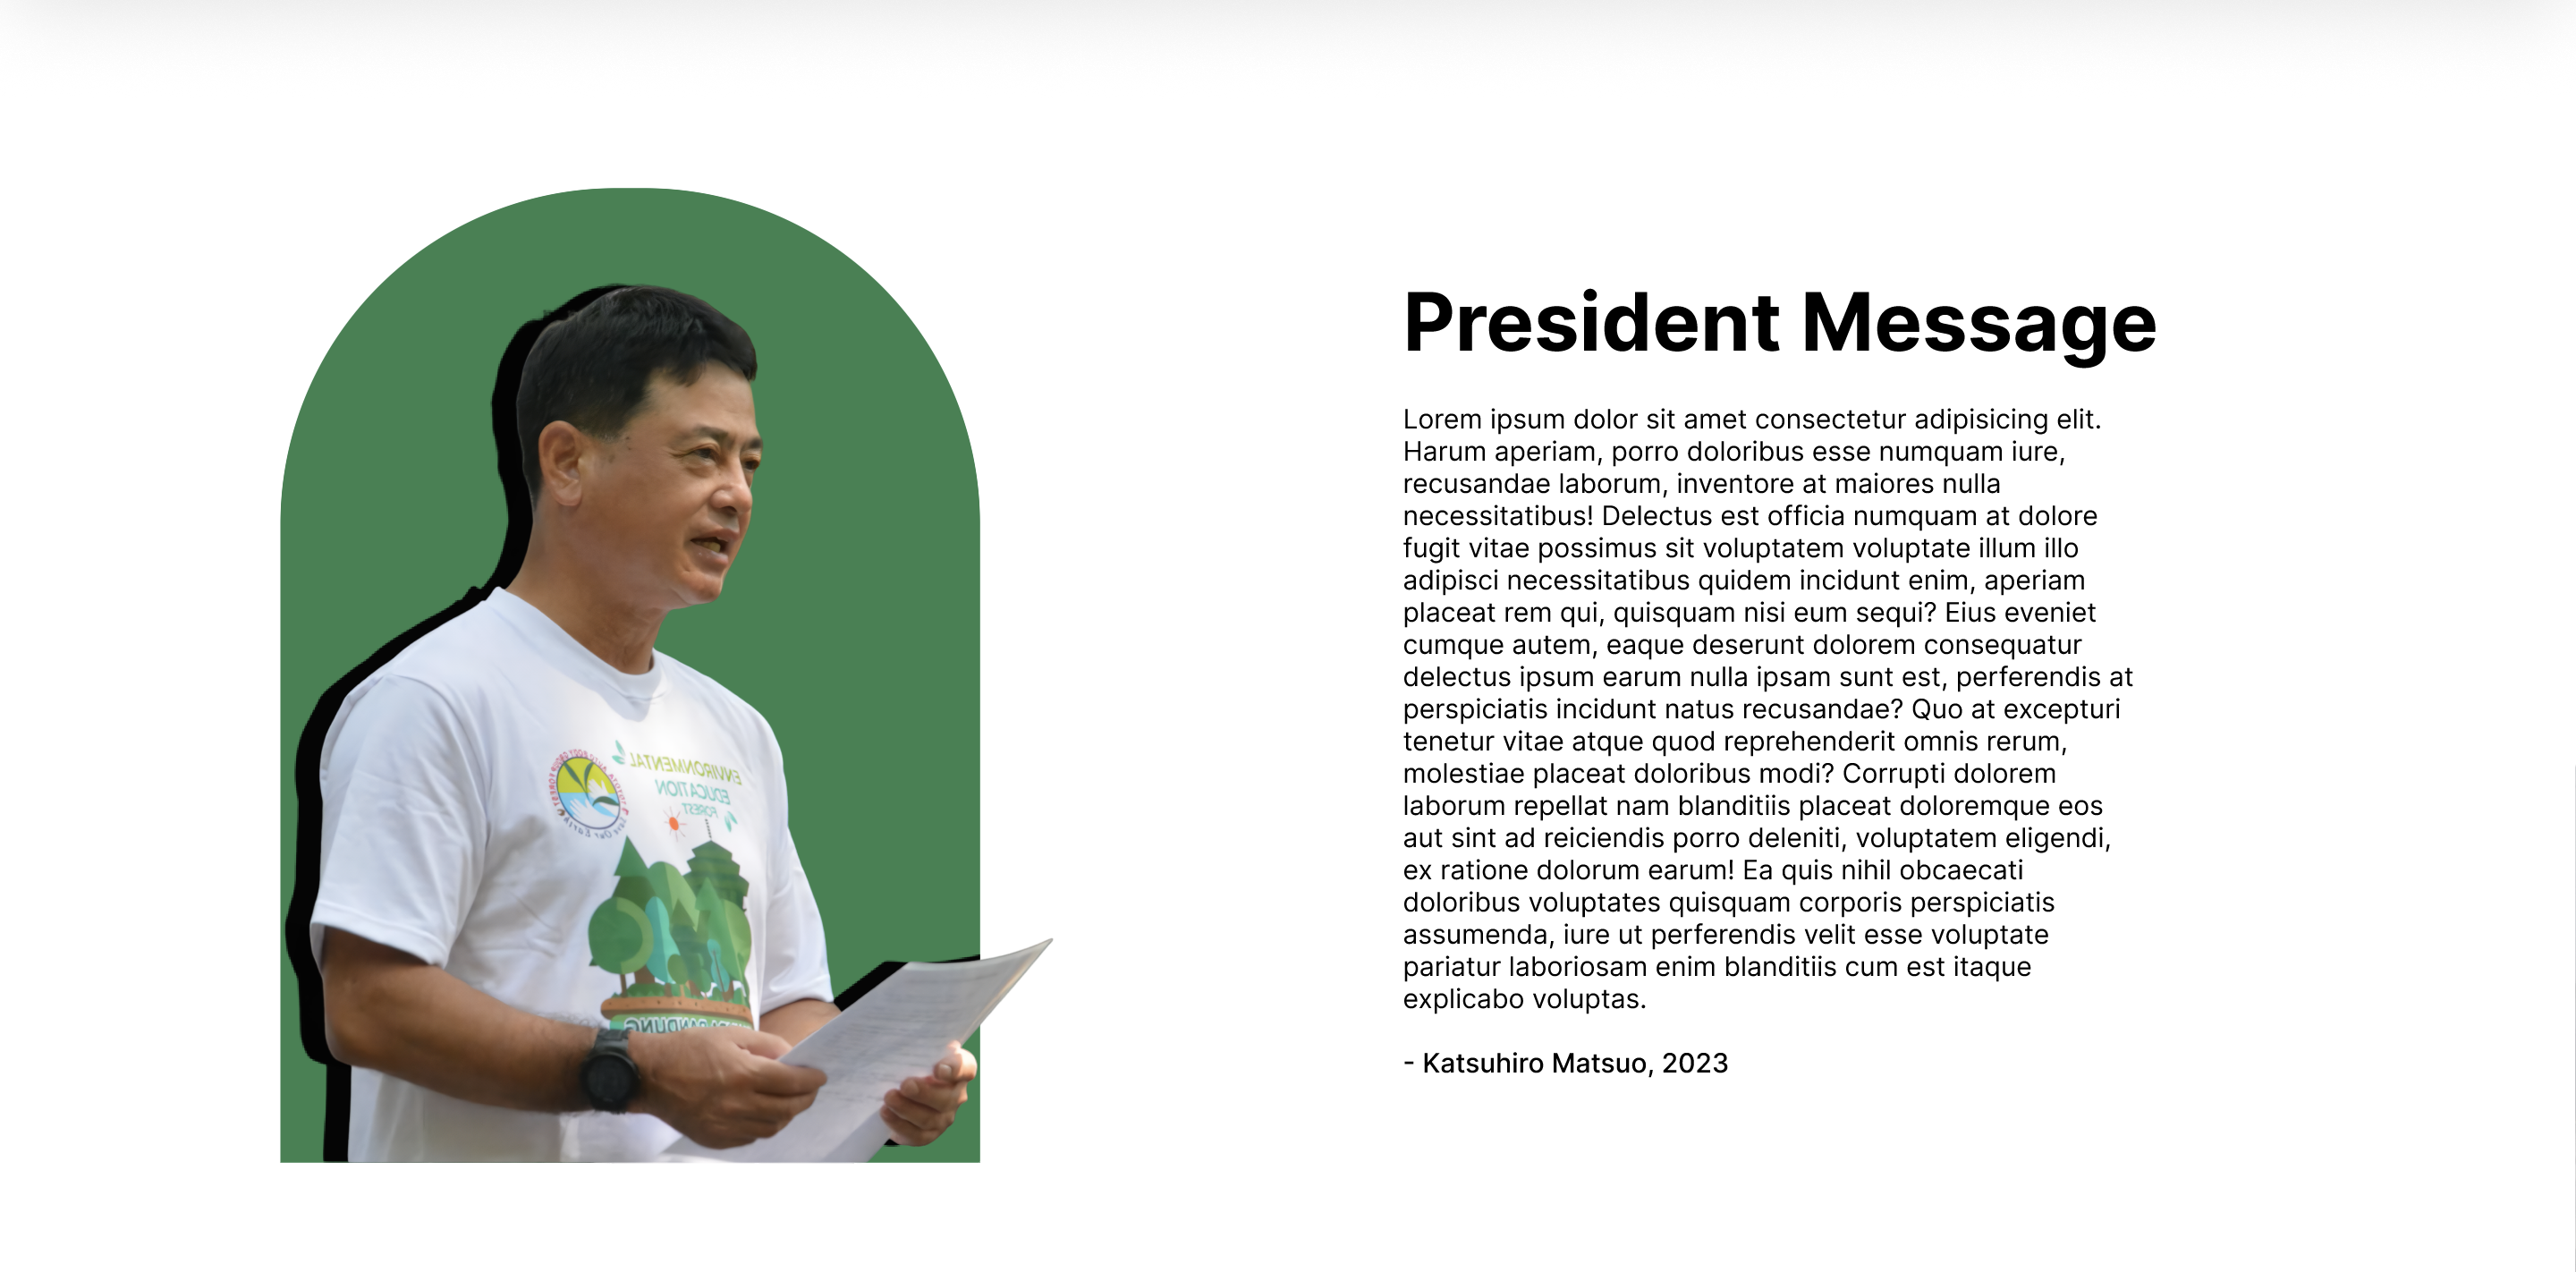 President Message
Lorem ipsum dolor sit amet consectetur adipisicing elit.
Harum aperiam, porro doloribus esse numquam iure,
recusandae laborum, inventore at maiores nulla
necessitatibus! Delectus est officia numquam at dolore
fugit vitae possimus sit voluptatem voluptate illum illo
adipisci necessitatibus quidem incidunt enim, aperiam
placeat rem qui, quisquam nisi eum sequi? Eius eveniet
cumque autem, eaque deserunt dolorem consequatur
delectus ipsum earum nulla ipsam sunt est, perferendis at
perspiciatis incidunt natus recusandae? Quo at excepturi
tenetur vitae atque quod reprehenderit omnis rerum,
molestiae placeat doloribus modi? Corrupti dolorem
laborum repellat nam blanditiis placeat doloremque eos
aut sint ad reiciendis porro deleniti, voluptatem eligendi,
ex ratione dolorum earum! Ea quis nihil obcaecati
doloribus voluptates quisquam corporis perspiciatis
assumenda, iure ut perferendis velit esse voluptate
pariatur laboriosam enim blanditiis cum est itaque
explicabo voluptas.
- Katsuhiro Matsuo, 2023
ENVIRONMENTAL
EDUCATION
FOREST
Save Our Earth
BANDUNG